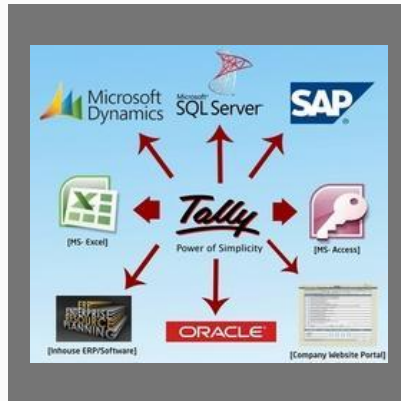 Microsoft
Dynamics
Microsoft
SQL Server
SAP
[MS- Excel]
Tally
Power of Simplicity
[MS- Access]
ERP
ENTERPRISE
RESOURCE
PLANNING
[Inhouse ERP/Software]
ORACLE
[Company Website Portal]